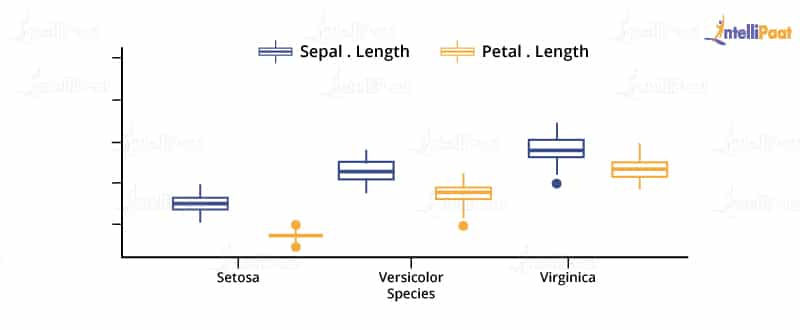 IntelliPaat
Sepal . Length
Petal . Length
Setosa
Versicolor
Virginica
Species